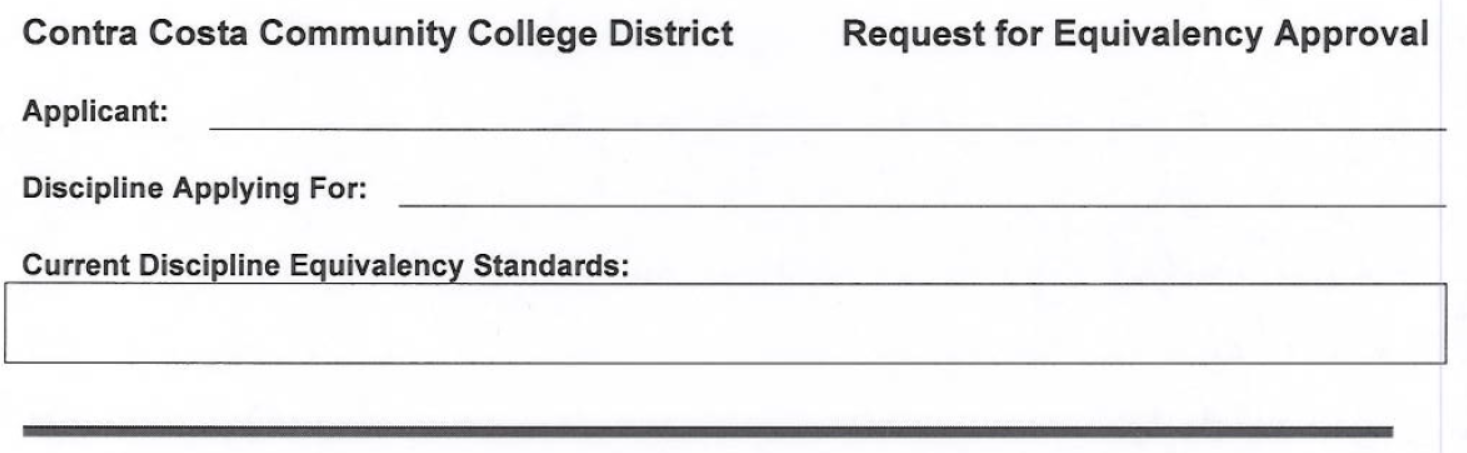 Contra Costa Community College District Request for Equivalency Approval
Applicant:
Discipline Applying For:
Current Discipline Equivalency Standards: